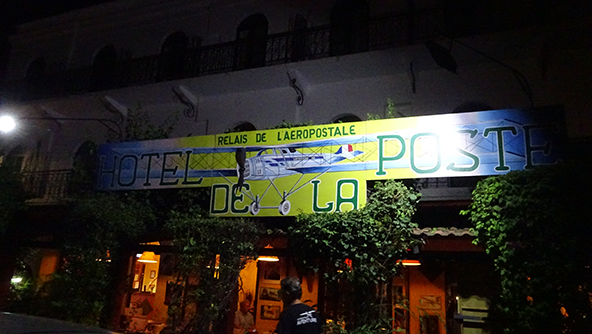 RELAIS DE L'AEROPOSTALE
HOTEL POSTE
DE LA